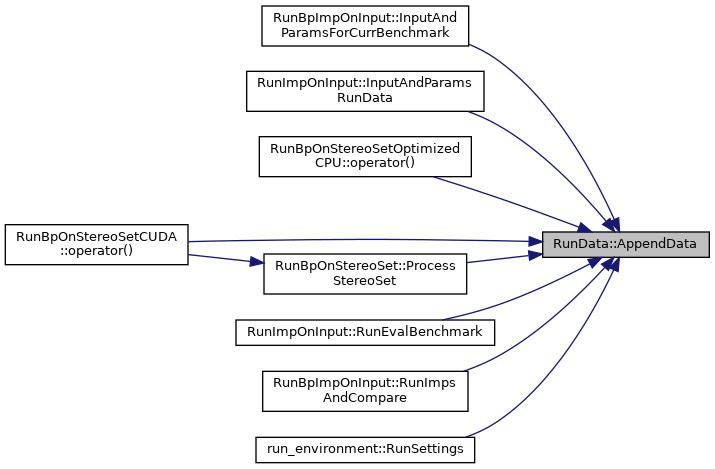 RunBpImpOnInput::InputAnd
ParamsForCurrBenchmark
RunImpOnInput::InputAndParams
RunData
RunBpOnStereoSetOptimized
CPU::operator()
RunBpOnStereoSetCUDA
::operator()
RunData::AppendData
RunBpOnStereoSet::Process
StereoSet
RunImpOnInput::RunEvalBenchmark
RunBpImpOnInput::RunImps
AndCompare
run_environment::RunSettings